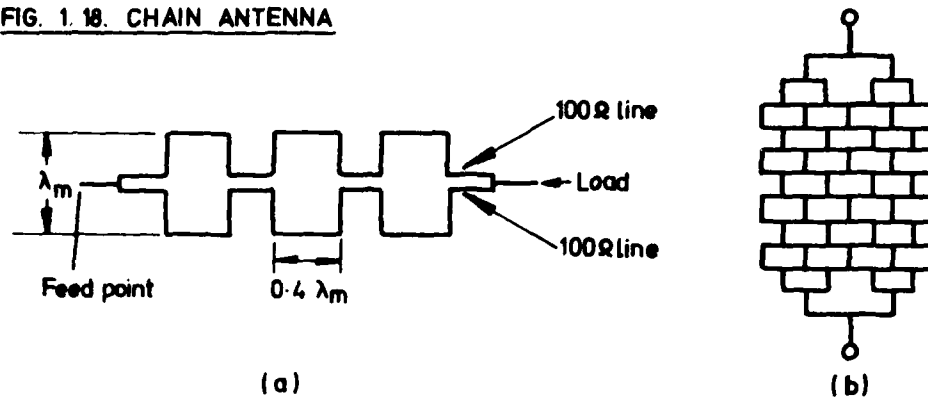 FIG. 1.18. CHAIN ANTENNA
100Ω line
λm
Load
100Ω line
Feed point
0.4 λm
(a)
(b)